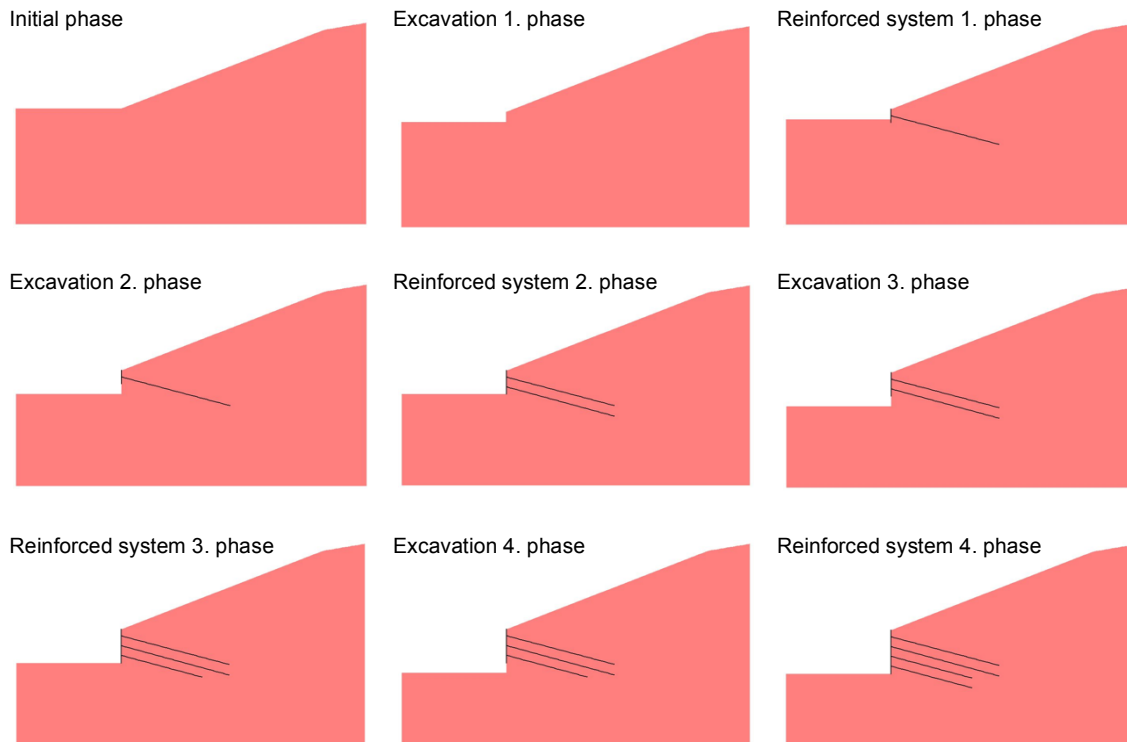 Initial phase
Excavation 1. phase
Reinforced system 1. phase
Excavation 2. phase
Reinforced system 2. phase
Excavation 3. phase
Reinforced system 3. phase
Excavation 4. phase
Reinforced system 4. phase